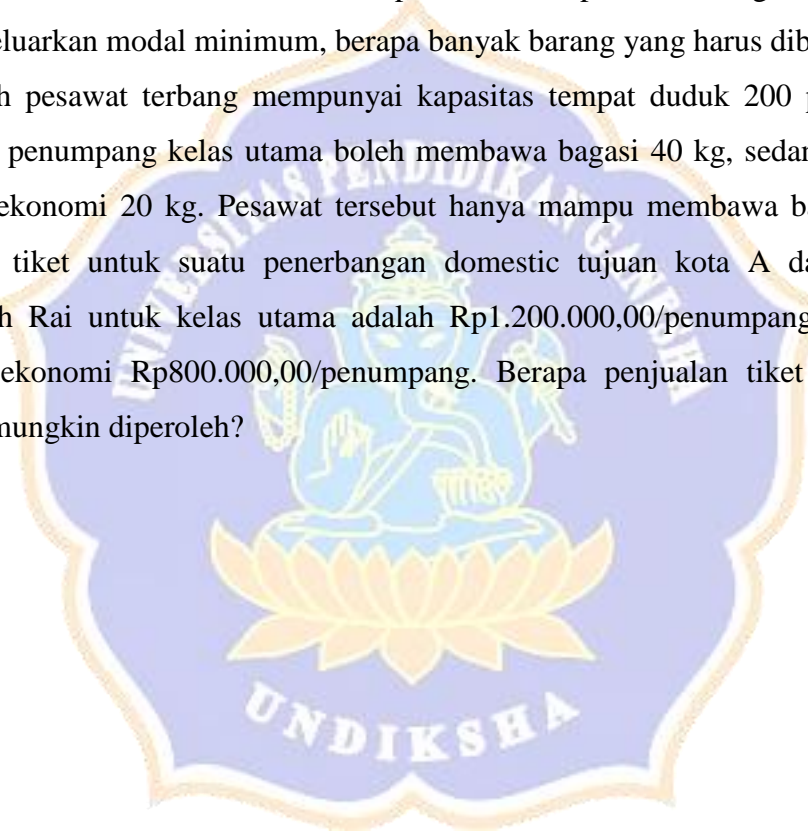 eluarkan modal minimum, berapa banyak barang yang harus dib
h pesawat terbang mempunyai kapasitas tempat duduk 200 p
penumpang kelas utama boleh membawa bagasi 40 kg, sedan
ekonomi 20 kg. Pesawat tersebut hanya mampu membawa ba
tiket untuk suatu penerbangan domestic tujuan kota A da
h Rai untuk kelas utama adalah Rp1.200.000,00/penumpang
ekonomi Rp800.000,00/penumpang. Berapa penjualan tiket
mungkin diperoleh?
UNIVERSITAS PENDIDIKAN GANESHA
UNDIKSHA